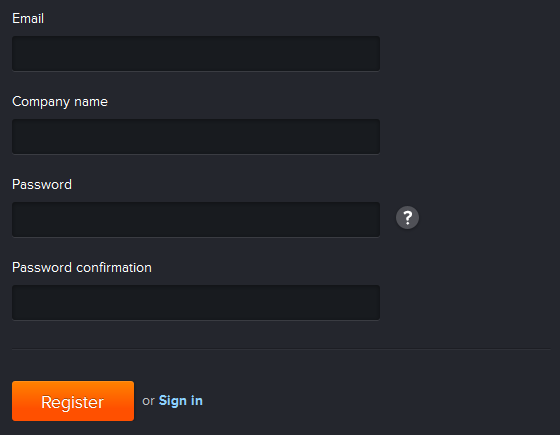 Email
Company name
Password
?
Password confirmation
Register or Sign in